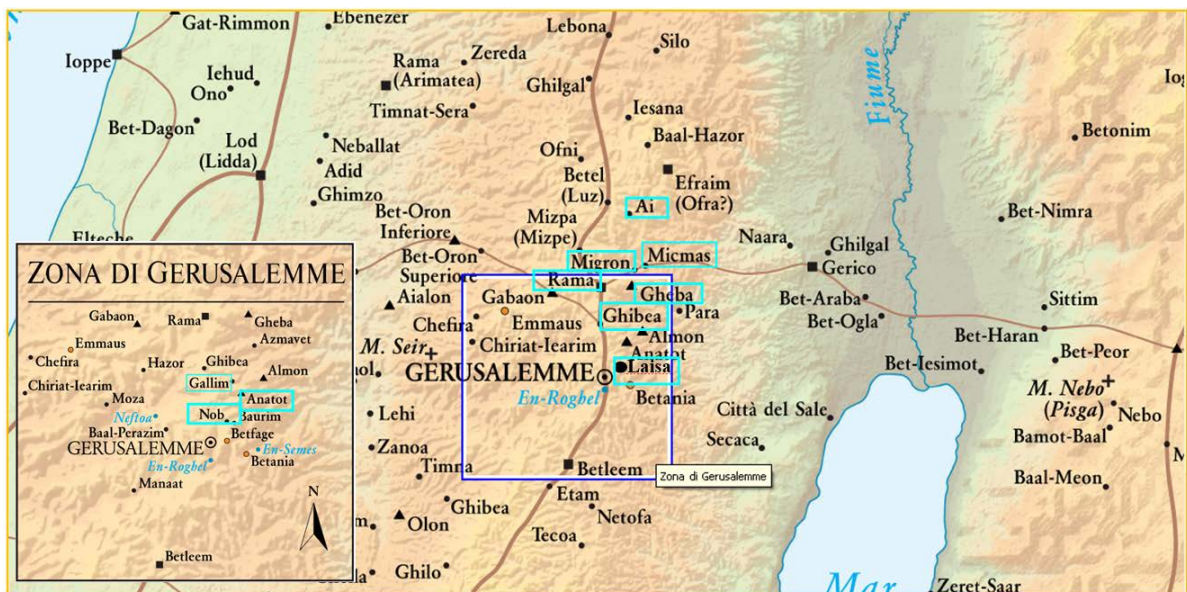 Gat-Rimmon
Ebenezer
Lebona
Ioppe
Zereda
Silo
Iehud
Ono
Rama
(Arimatea)
Ghilgal
Timnat-Sera
Iesana
Fiume
Bet-Dagon
Baal-Hazor
Betonim
Lod
(Lidda)
Neballat
Adid
Ofni
Ghimzo
Betel
(Luz)
Efraim
(Ofra?)
Ai
Bet-Oron
Inferiore
Mizpa
(Mizpe)
Bet-Nimra
Naara
Ghilgal
Elteche
Bet-Oron
Superiore
Migron
Micmas
Gerico
Rama
Gheba
Aialon
Gabaon
Bet-Araba
Sittim
Chefira
Emmaus
Ghibea
Para
Bet-Ogla
Bet-Haran
Chiriat-Iearim
Almon
M. Seir
Anatot
Bet-Peor
Laisa
Bet-Iesimot
GERUSALEMME
En-Roghel
Betania
M. Nebo
(Pisga)
Nebo
Lehi
Città del Sale
Bamot-Baal
Zanoa
Secaca
Timna
Betleem
Zona di Gerusalemme
Baal-Meon
Ghibea
Etam
Olon
Netofa
Tecoa
Ghilo
Mar
Zeret-Saar
ZONA DI GERUSALEMME
Gabaon
Rama
Gheba
Azmavet
Emmaus
Chefira
Hazor
Ghibea
Chiriat-Iearim
Gallim
Almon
Moza
Anatot
Neftoa
Nob
Baurim
Baal-Perazim
Betfage
GERUSALEMME
En-Semes
En-Roghel
Betania
Manaat
N
Betleem